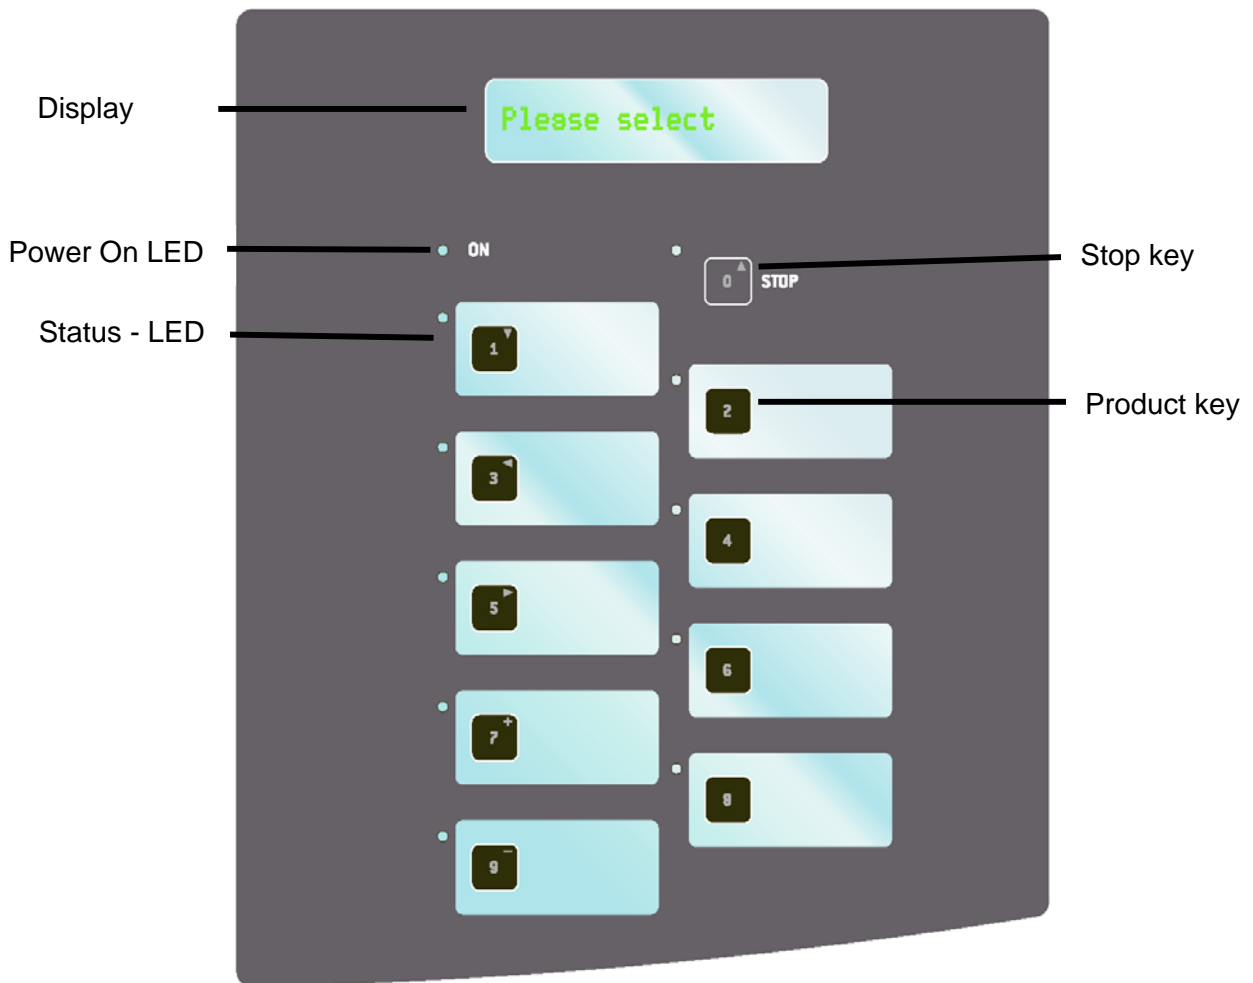 Display
Please select
Power On LED
ON
Stop key
0
STOP
Status - LED
1
2
Product key
3
4
5
6
7 +
8
9 -